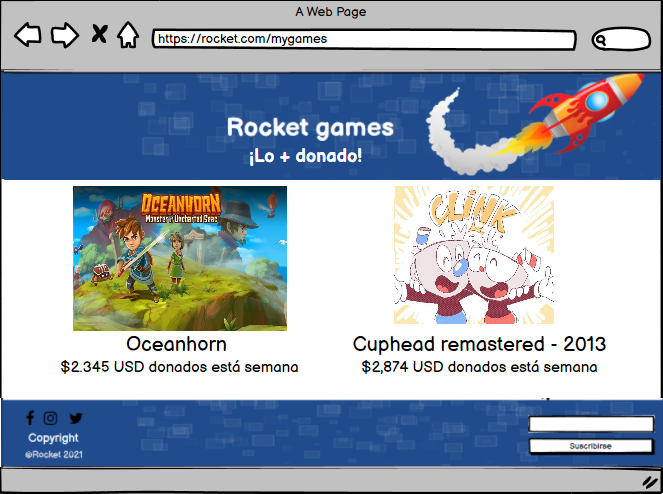 A Web Page
https://rocket.com/mygames
Rocket games
¡Lo + donado!
OCEANHORN
Monster of Uncharted Seas
CLINK
Oceanhorn
Cuphead remastered - 2013
$2.345 USD donados está semana
$2,874 USD donados está semana
Copyright
©Rocket 2021
Suscribirse